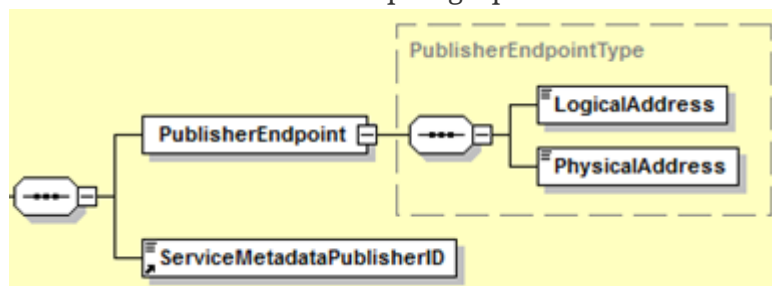 PublisherEndpointType
LogicalAddress
PublisherEndpoint
PhysicalAddress
ServiceMetadataPublisherID